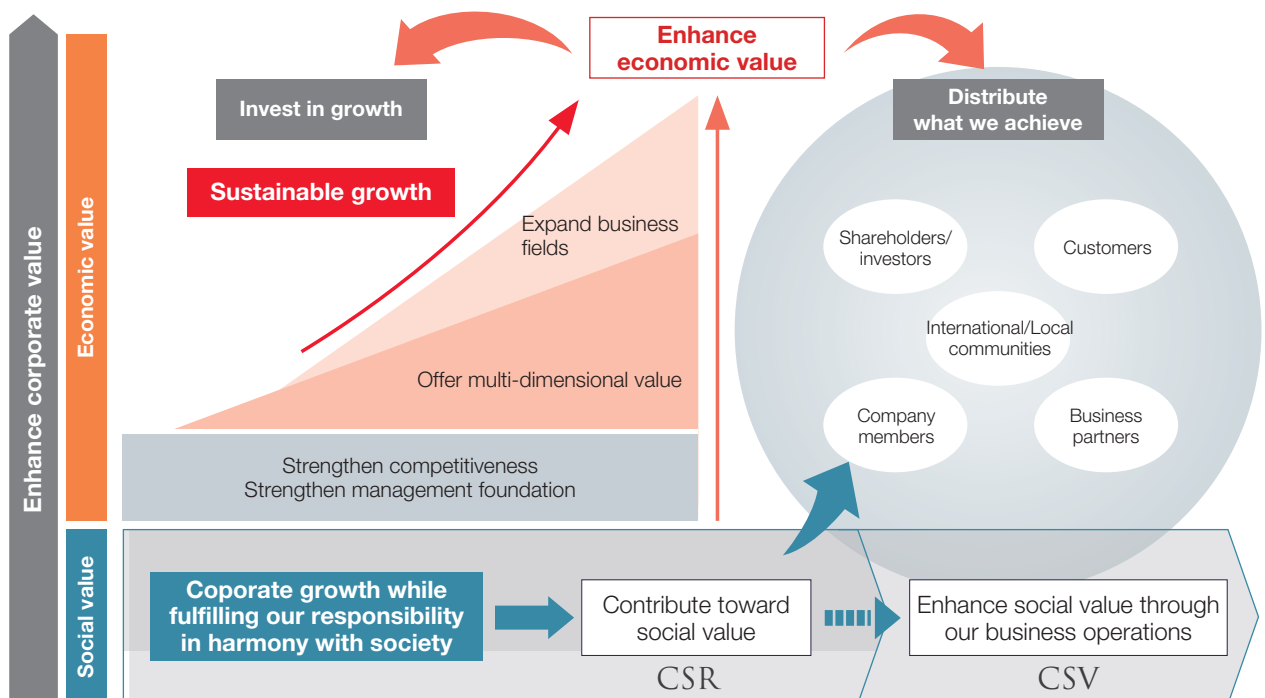 Enhance corporate value
Economic value
Social value
Enhance
economic value
Invest in growth
Distribute
what we achieve
Sustainable growth
Expand business
fields
Offer multi-dimensional value
Strengthen competitiveness
Strengthen management foundation
Shareholders/
investors
Customers
International/Local
communities
Company
members
Business
partners
Coporate growth while
fulfilling our responsibility
in harmony with society
Contribute toward
social value
CSR
Enhance social value through
our business operations
CSV